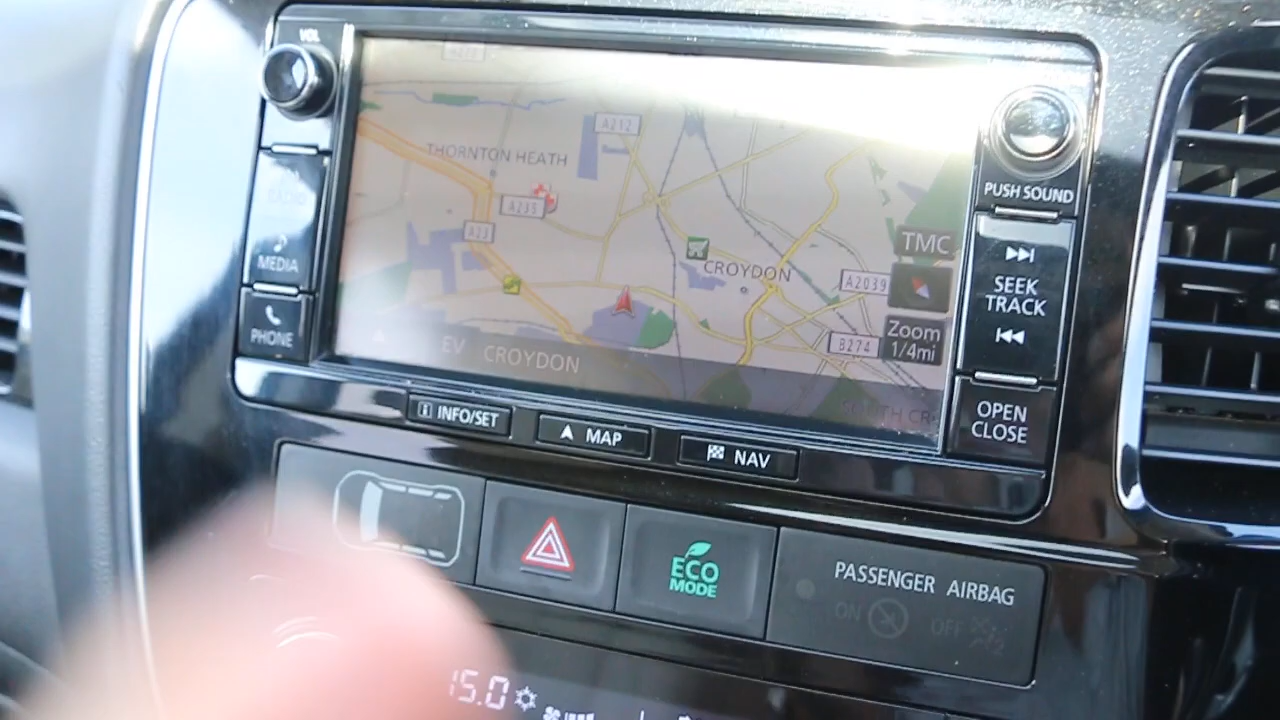 VOL
A212
THORNTON HEATH
A235
A23
MEDIA
PHONE
CROYDON
A2039
B274
TMC
Zoom
1/4mi
EV CROYDON
PUSH SOUND
SEEK
TRACK
OPEN
CLOSE
INFO/SET
MAP
NAV
ECO
MODE
PASSENGER AIRBAG
ON
OFF
15.0